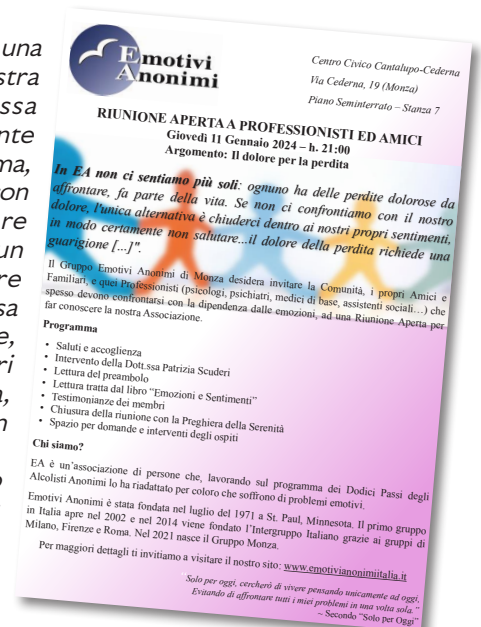 una
stra
ssa
nte
ma,
con
are
un
re
sa
e,
ri
,
n
Emotivi
Anonimi
Centro Civico Cantalupo-Cederna
Via Cederna, 19 (Monza)
Piano Seminterrato – Stanza 7
RIUNIONE APERTA A PROFESSIONISTI ED AMICI
Giovedì 11 Gennaio 2024 – h. 21:00
Argomento: Il dolore per la perdita
In EA non ci sentiamo più soli: ognuno ha delle perdite dolorose da
affrontare, fa parte della vita. Se non ci confrontiamo con il nostro
dolore, l'unica alternativa è chiuderci dentro ai nostri propri sentimenti,
in modo certamente non salutare...il dolore della perdita richiede una
guarigione [...]".
Il Gruppo Emotivi Anonimi di Monza desidera invitare la Comunità, i propri Amici e
Familiari, e quei Professionisti (psicologi, psichiatri, medici di base, assistenti sociali…) che
spesso devono confrontarsi con la dipendenza dalle emozioni, ad una Riunione Aperta per
far conoscere la nostra Associazione.
Programma
• Saluti e accoglienza
• Intervento della Dott.ssa Patrizia Scuderi
• Lettura del preambolo
• Lettura tratta dal libro “Emozioni e Sentimenti”
• Testimonianze dei membri
• Chiusura della riunione con la Preghiera della Serenità
• Spazio per domande e interventi degli ospiti
Chi siamo?
EA è un’associazione di persone che, lavorando sul programma dei Dodici Passi degli
Alcolisti Anonimi lo ha riadattato per coloro che soffrono di problemi emotivi.
Emotivi Anonimi è stata fondata nel luglio del 1971 a St. Paul, Minnesota. Il primo gruppo
in Italia apre nel 2002 e nel 2014 viene fondato l’Intergruppo Italiano grazie ai gruppi di
Milano, Firenze e Roma. Nel 2021 nasce il Gruppo Monza.
Per maggiori dettagli ti invitiamo a visitare il nostro sito: www.emotivianonimiitalia.it
“Solo per oggi, cercherò di vivere pensando unicamente ad oggi,
Evitando di affrontare tutti i miei problemi in una volta sola.”
~ Secondo “Solo per Oggi”